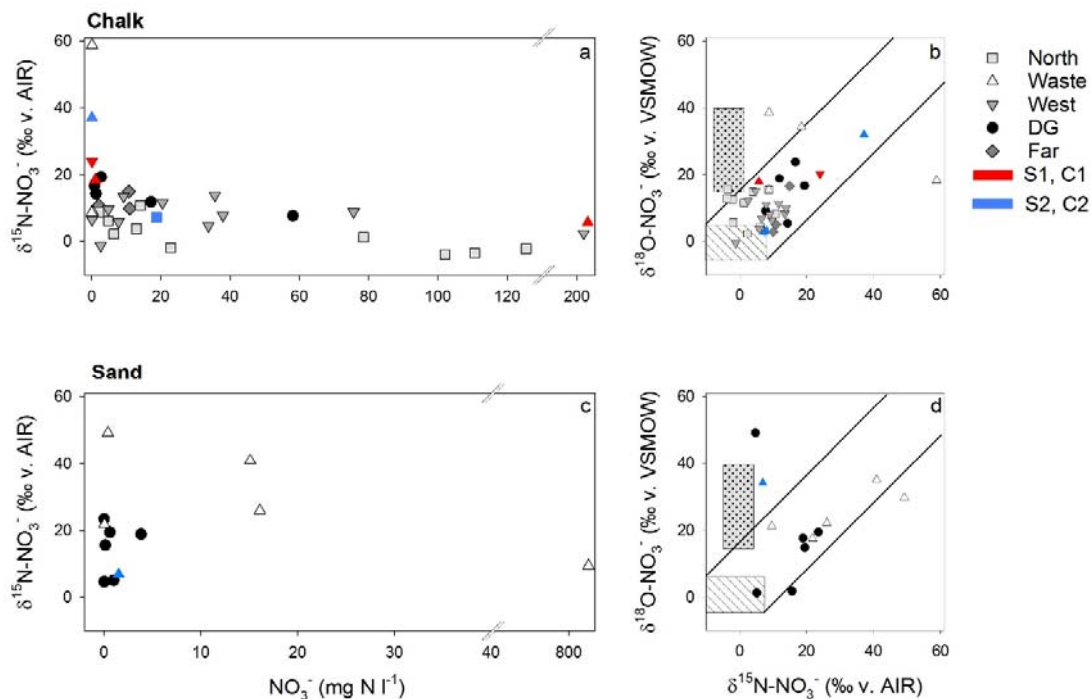 Chalk
a
60
40
20
0
δ¹⁵N-NO₃⁻ (‰ v. AIR)
0 20 40 60 80 100 120 200
b
60
40
20
0
δ¹⁸O-NO₃⁻ (‰ v. VSMOW)
0 20 40 60
North
Waste
West
DG
Far
S1, C1
S2, C2
Sand
c
60
40
20
0
δ¹⁵N-NO₃⁻ (‰ v. AIR)
0 10 20 30 40 800
NO₃⁻ (mg N l⁻¹)
d
60
40
20
0
δ¹⁸O-NO₃⁻ (‰ v. VSMOW)
0 20 40 60
δ¹⁵N-NO₃⁻ (‰ v. AIR)